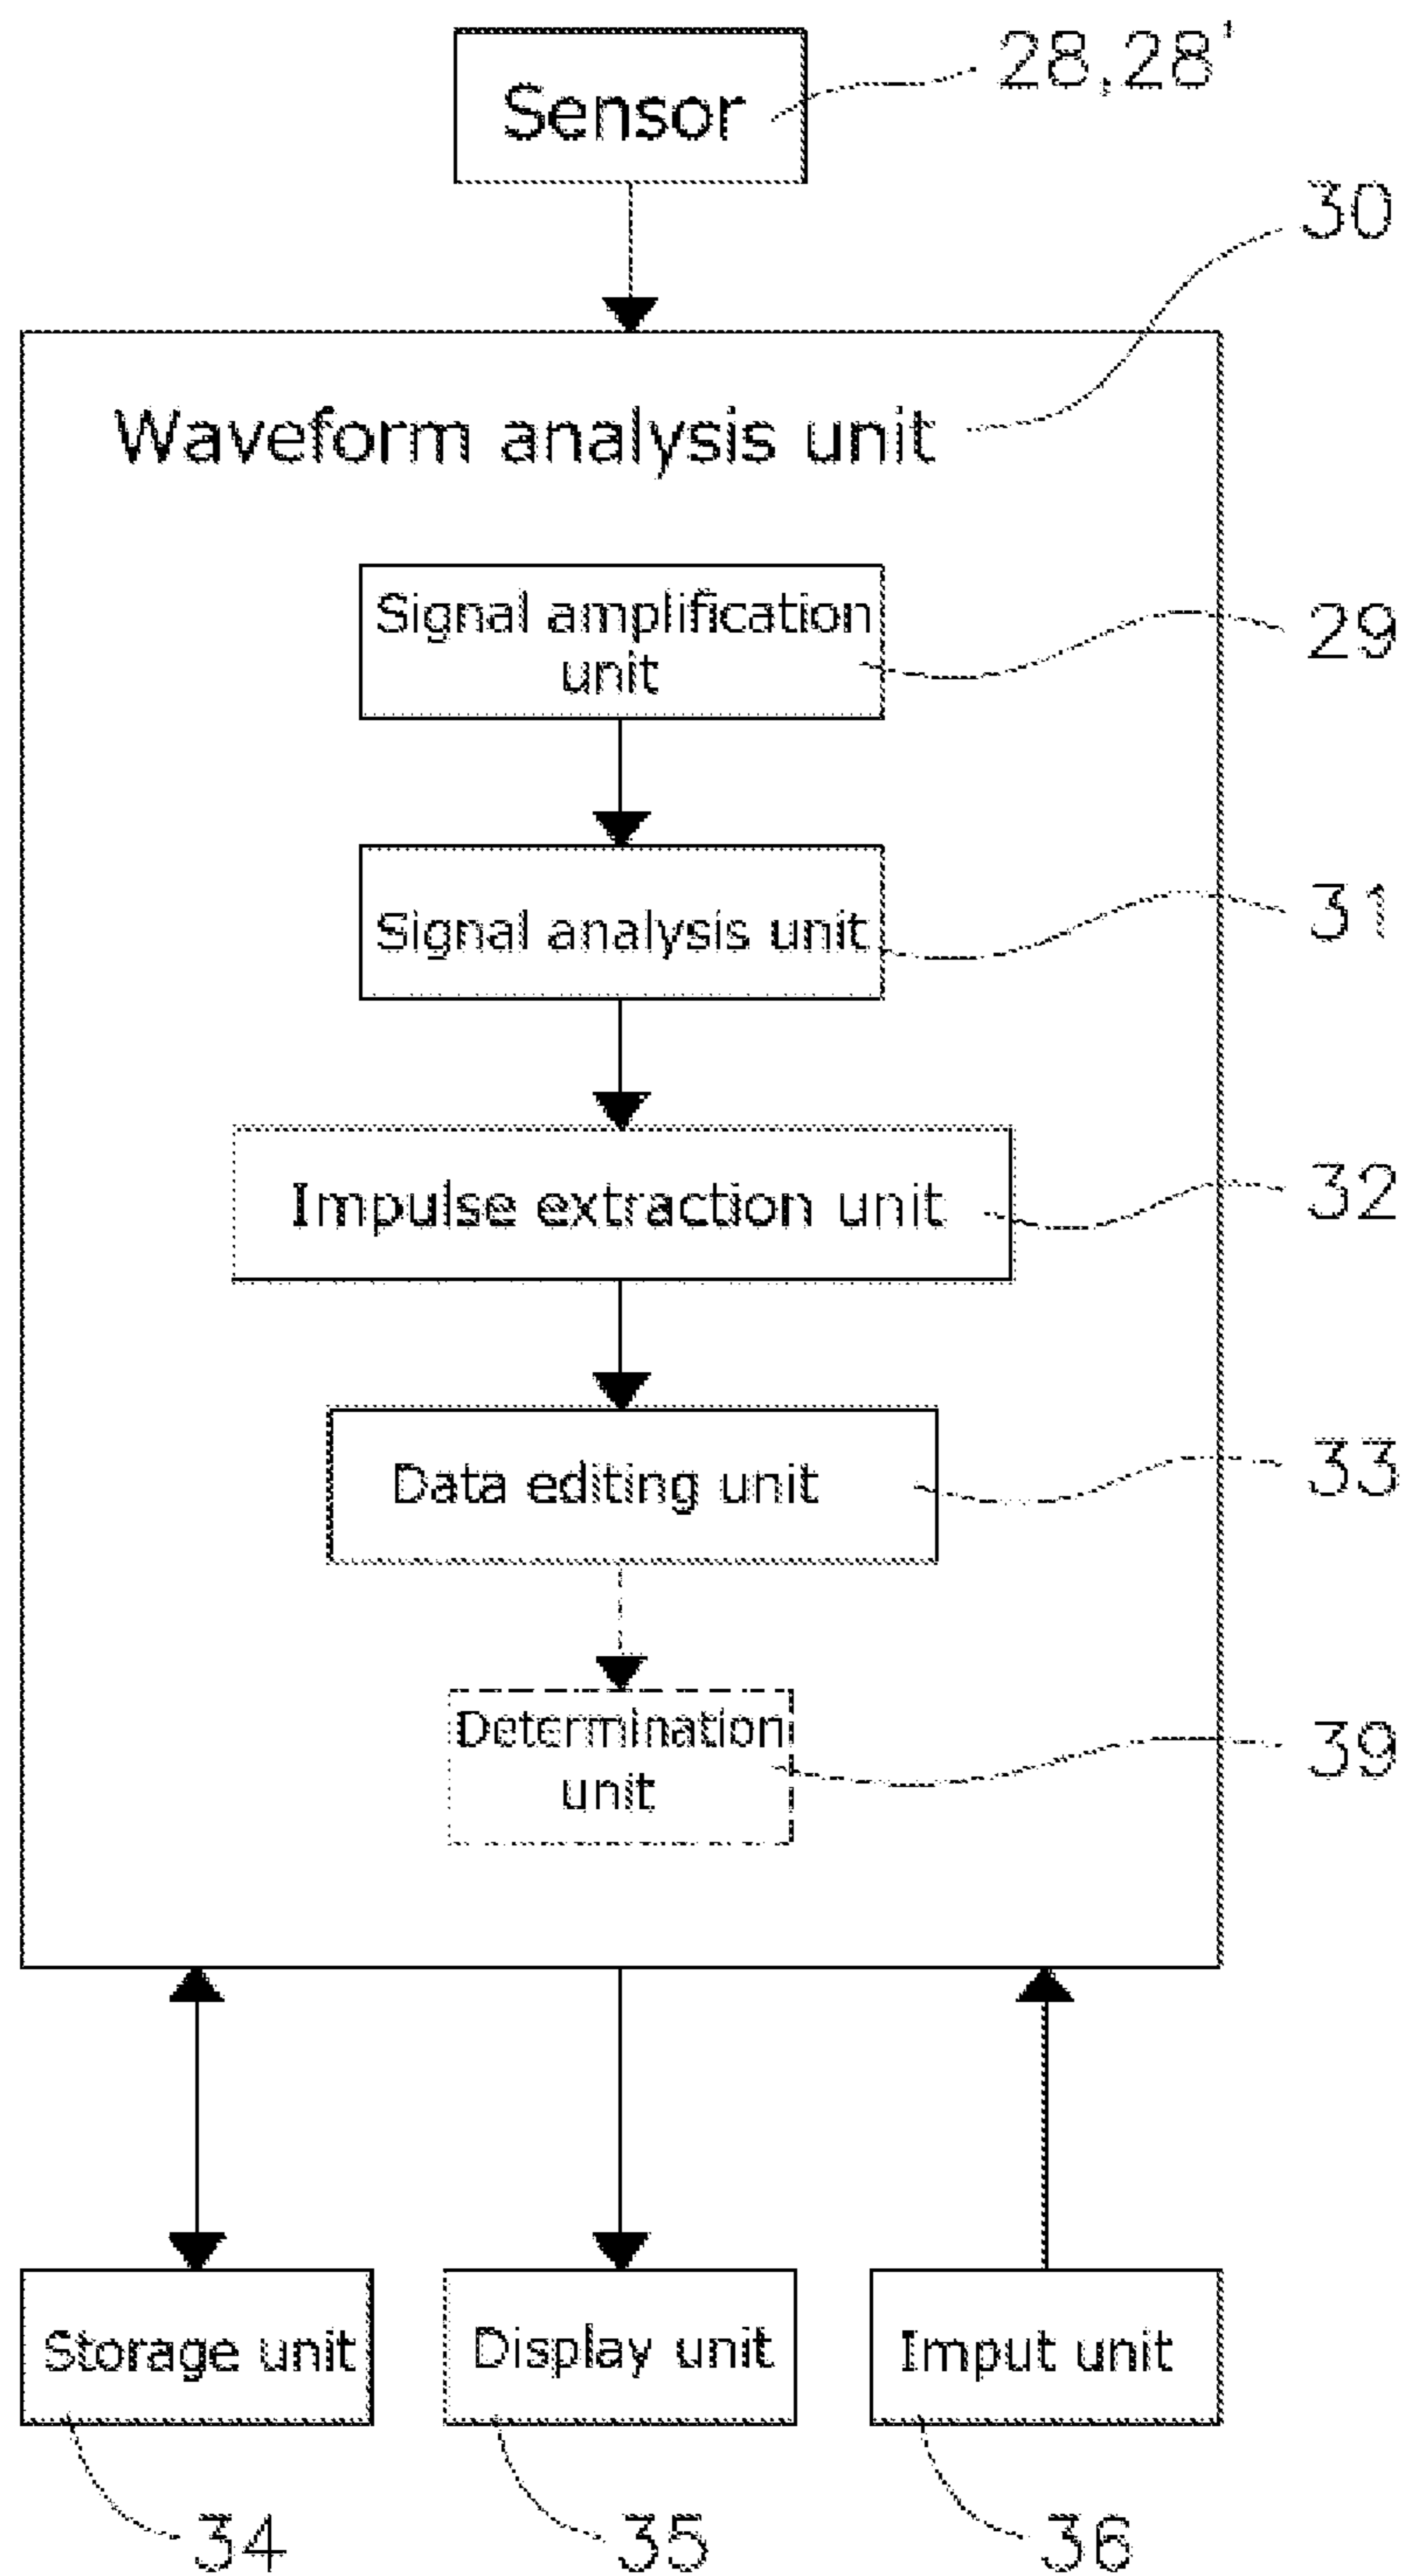 Sensor
28,28'
30
Waveform analysis unit
Signal amplification
unit
29
Signal analysis unit
31
Impulse extraction unit
32
Data editing unit
33
Determination
unit
39
Storage unit
Display unit
Imput unit
34
35
36